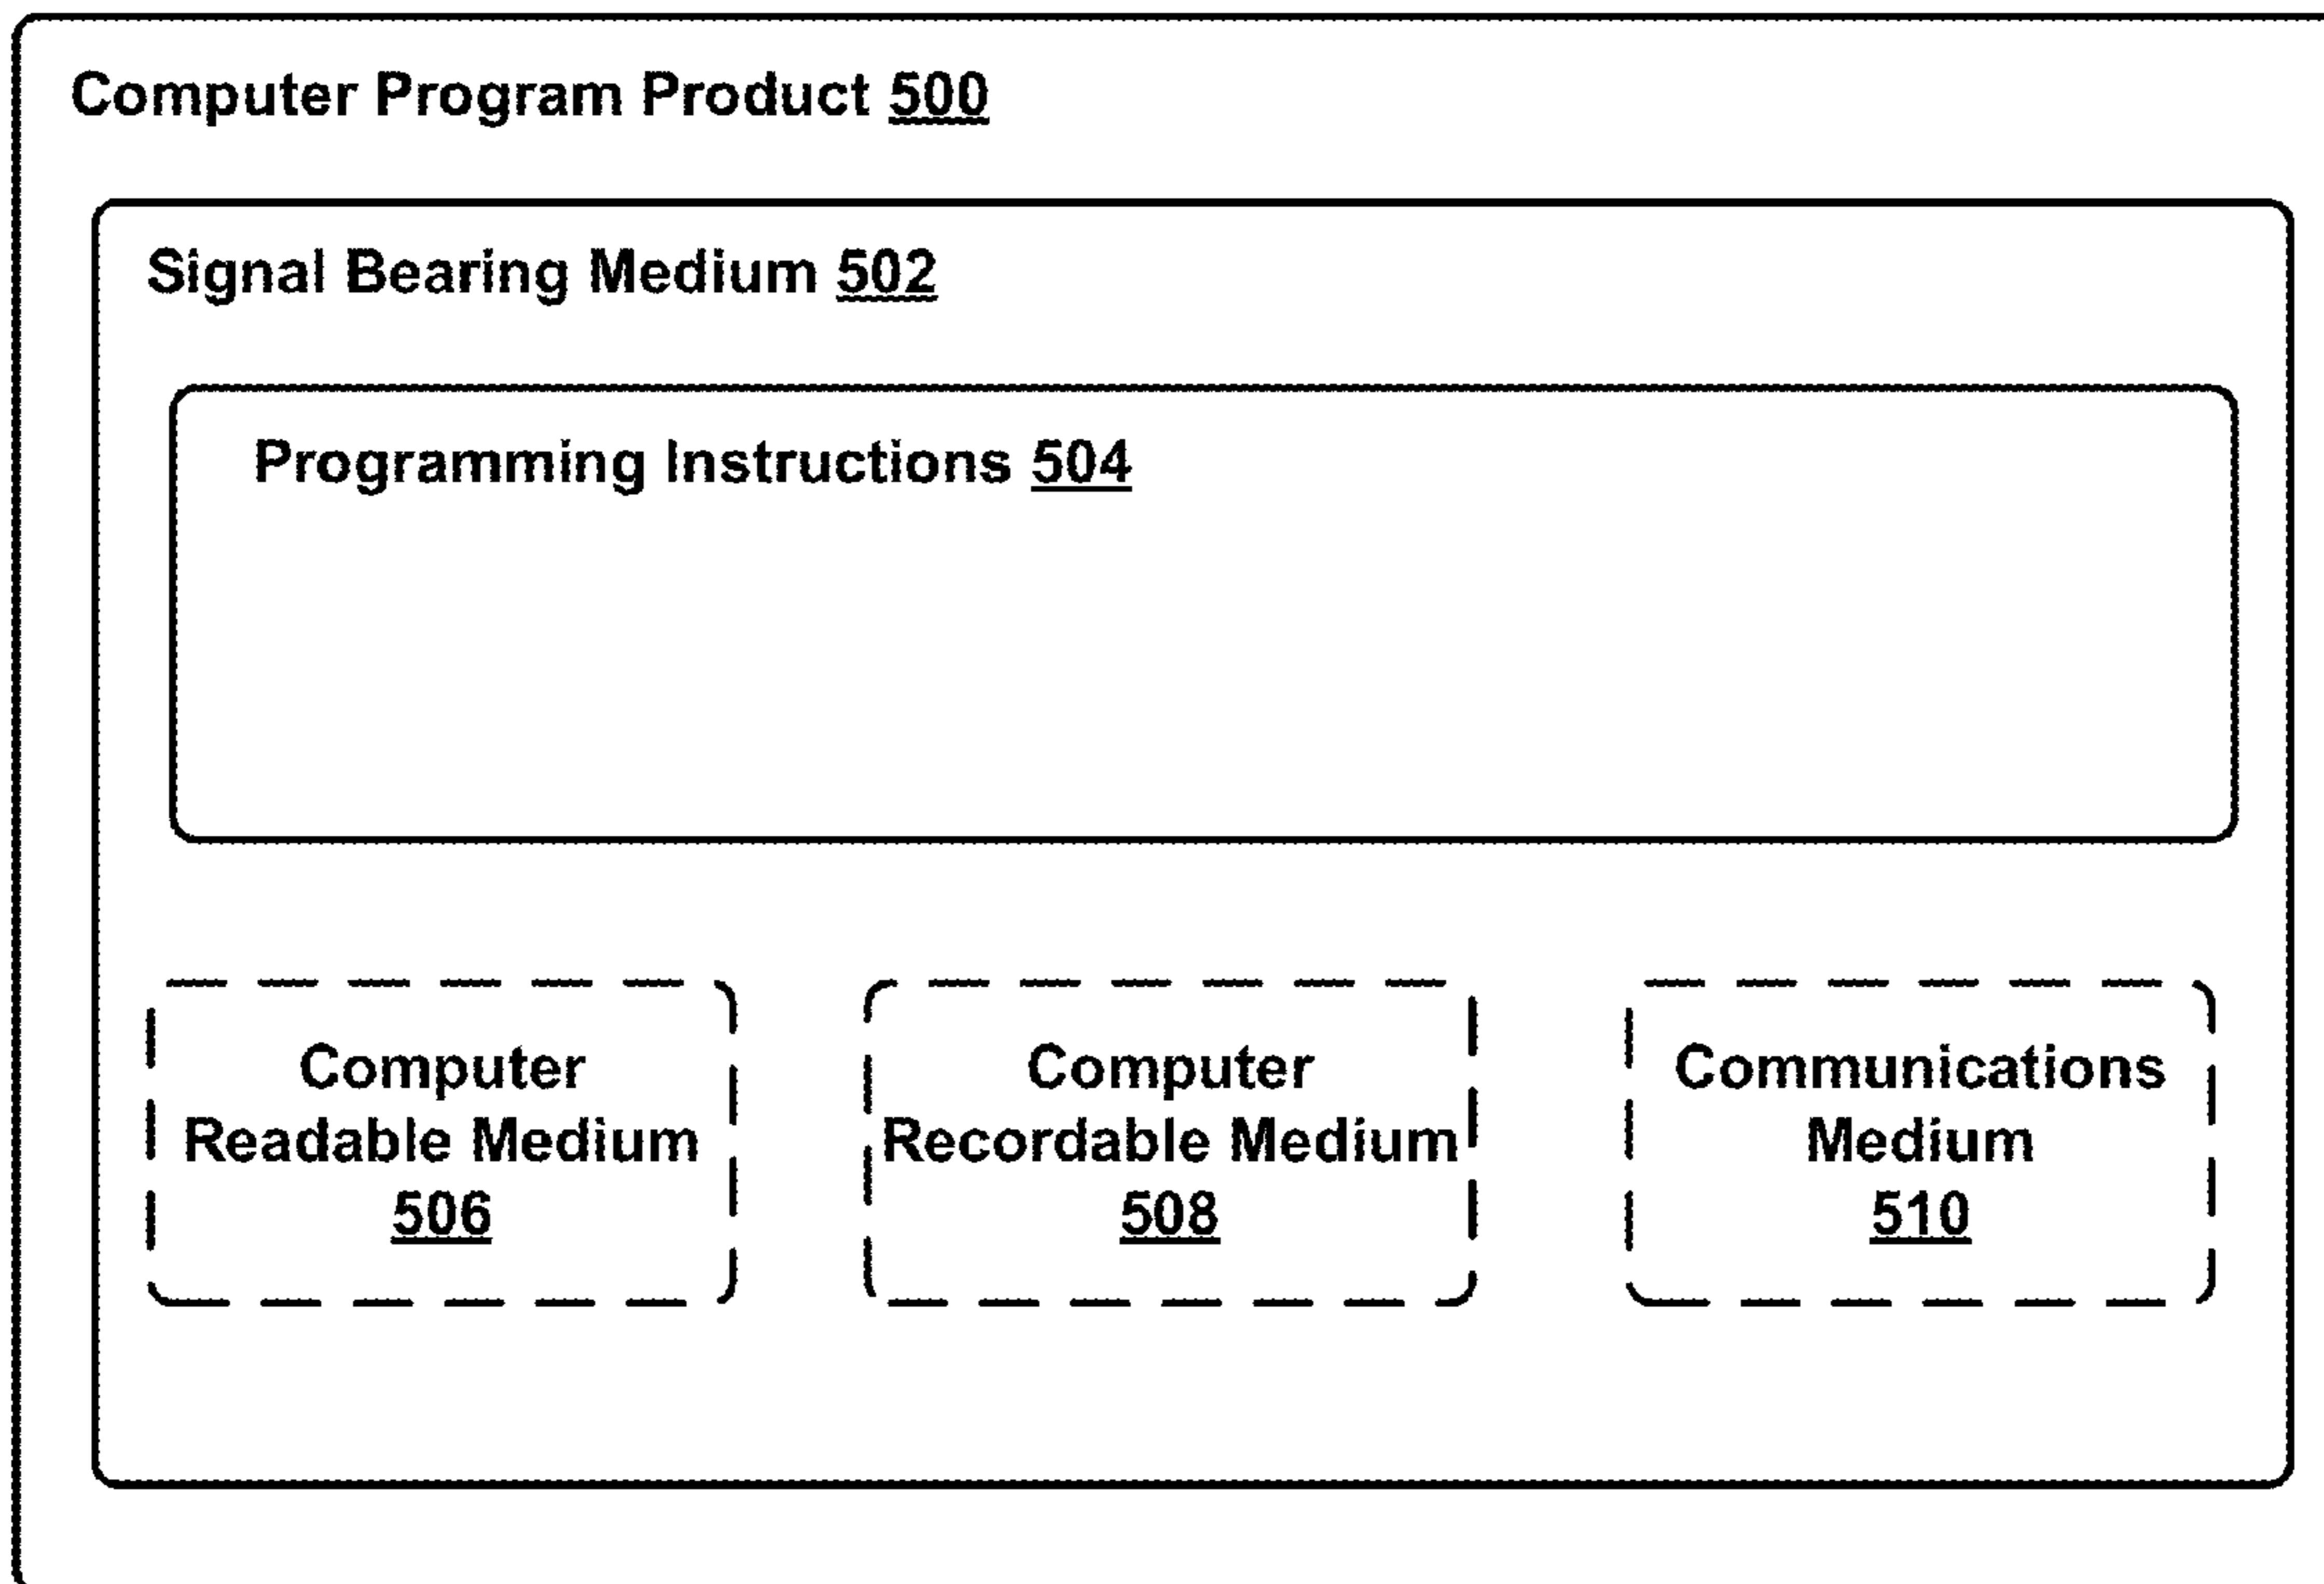 Computer Program Product 500
Signal Bearing Medium 502
Programming Instructions 504
Computer
Readable Medium
506
Computer
Recordable Medium
508
Communications
Medium
510